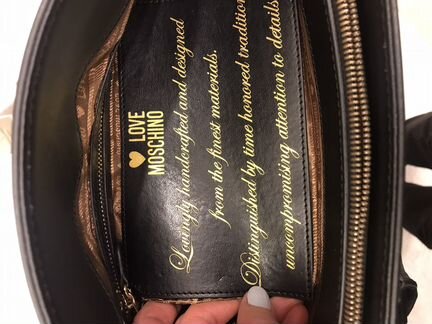 LOVE
MOSCHINO
Lovingly handcrafted and designed
from the finest materials.
Distinguished by time honored tradition
uncompromising attention to details